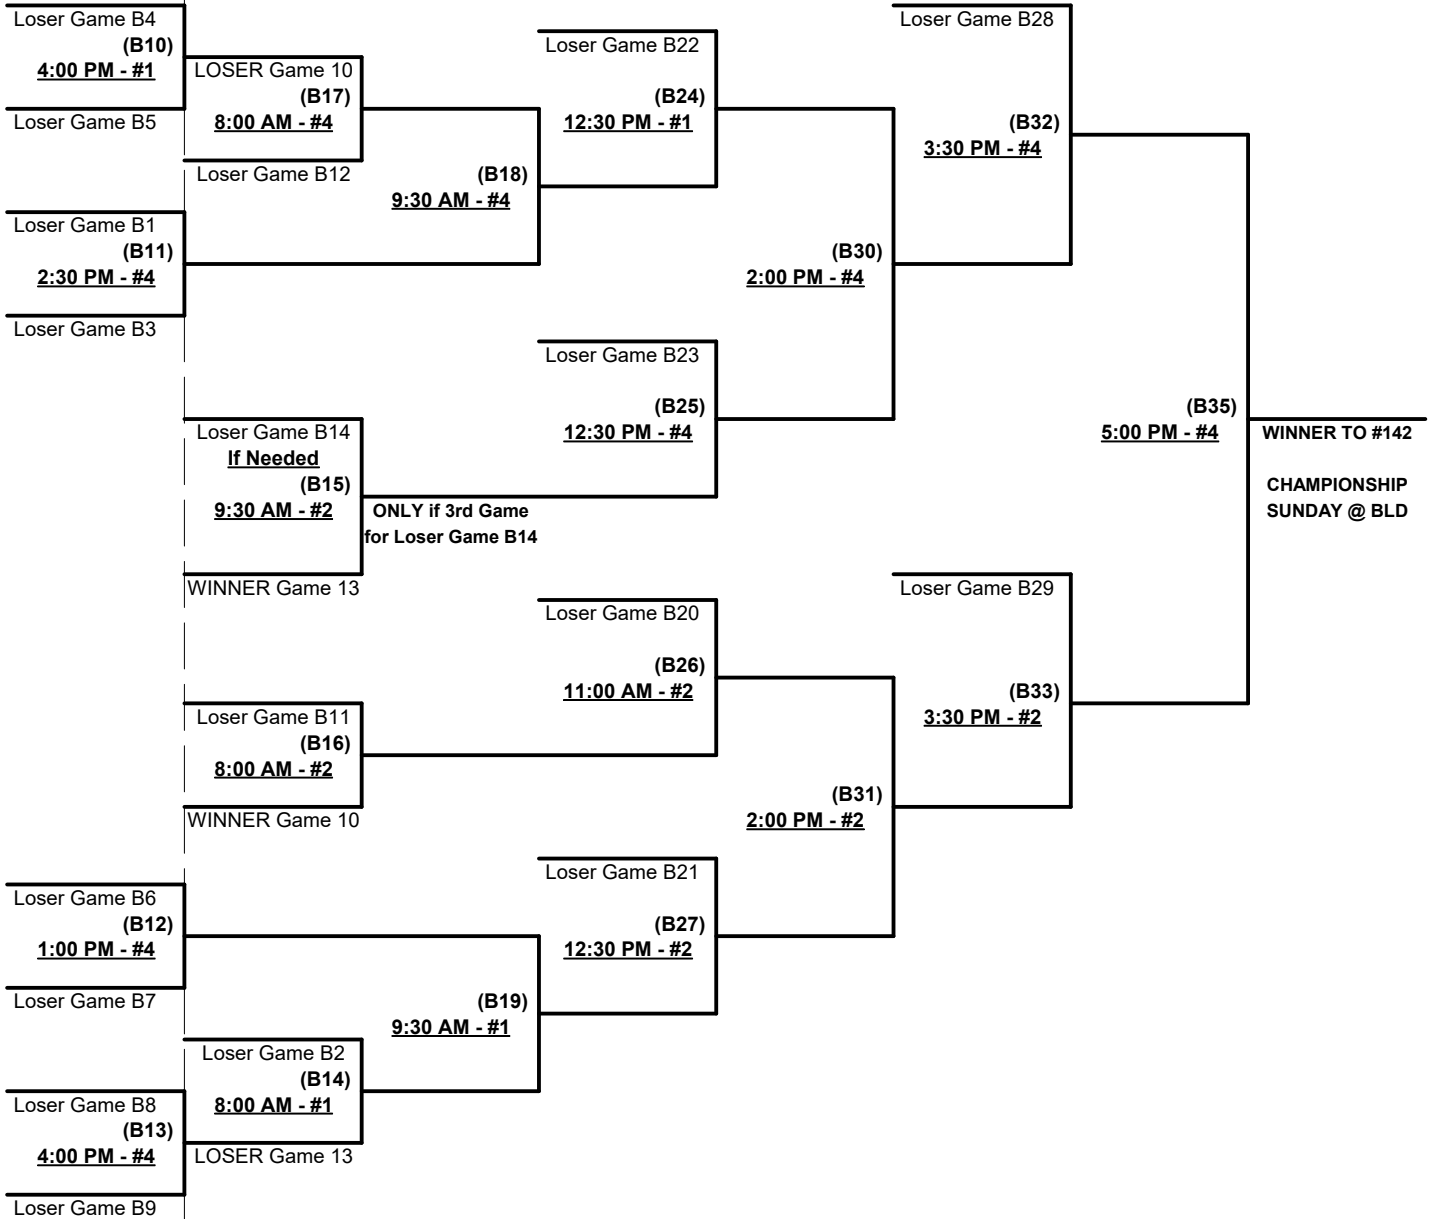 Loser Game B4
(B10)
4:00 PM - #1
Loser Game B5
LOSER Game 10
(B17)
8:00 AM - #4
Loser Game B12
Loser Game B1
(B11)
2:30 PM - #4
Loser Game B3
(B18)
9:30 AM - #4
Loser Game B22
(B24)
12:30 PM - #1
Loser Game B28
(B32)
3:30 PM - #4
(B30)
2:00 PM - #4
Loser Game B23
(B25)
12:30 PM - #4
Loser Game B14
If Needed
(B15)
9:30 AM - #2
ONLY if 3rd Game
for Loser Game B14
WINNER Game 13
(B35)
5:00 PM - #4
WINNER TO #142
CHAMPIONSHIP
SUNDAY @ BLD
Loser Game B20
(B26)
11:00 AM - #2
Loser Game B29
(B33)
3:30 PM - #2
Loser Game B11
(B16)
8:00 AM - #2
WINNER Game 10
(B31)
2:00 PM - #2
Loser Game B21
(B27)
12:30 PM - #2
Loser Game B6
(B12)
1:00 PM - #4
Loser Game B7
(B19)
9:30 AM - #1
Loser Game B2
(B14)
8:00 AM - #1
LOSER Game 13
Loser Game B8
(B13)
4:00 PM - #4
Loser Game B9